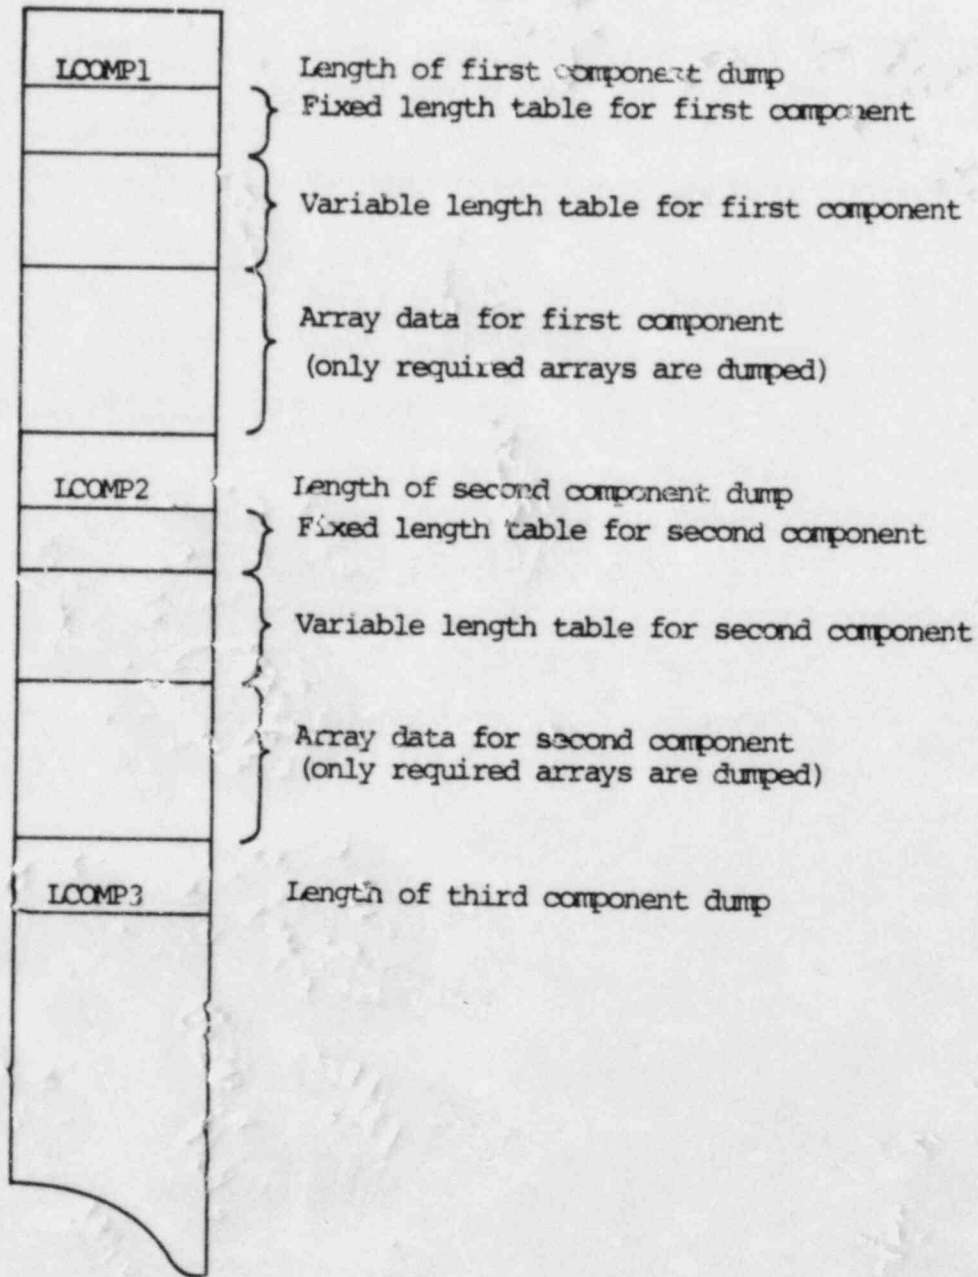 LCOMP1 Length of first component dump
Fixed length table for first component
Variable length table for first component
Array data for first component
(only required arrays are dumped)
LCOMP2 Length of second component dump
Fixed length table for second component
Variable length table for second component
Array data for second component
(only required arrays are dumped)
LCOMP3 Length of third component dump